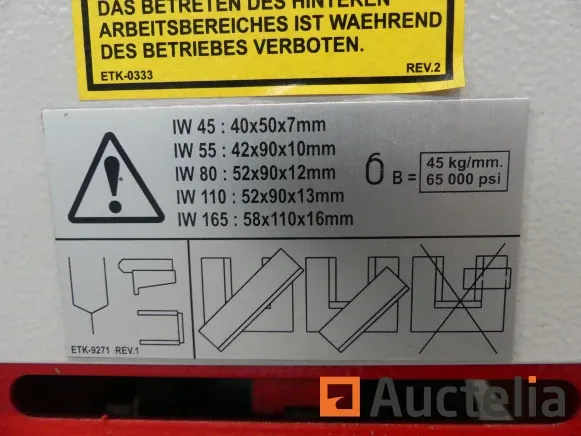 DAS BETRETEN DES HINTEREN
ARBEITSBEREICHES IST WAEHREND
DES BETRIEBES VERBOTEN.
ETK-0333 REV.2
IW 45 : 40x50x7mm
IW 55 : 42x90x10mm
IW 80 : 52x90x12mm
IW 110 : 52x90x13mm
IW 165 : 58x110x16mm
6 B = 45 kg/mm.
65 000 psi
ETK-9271 REV.1
Auctelia